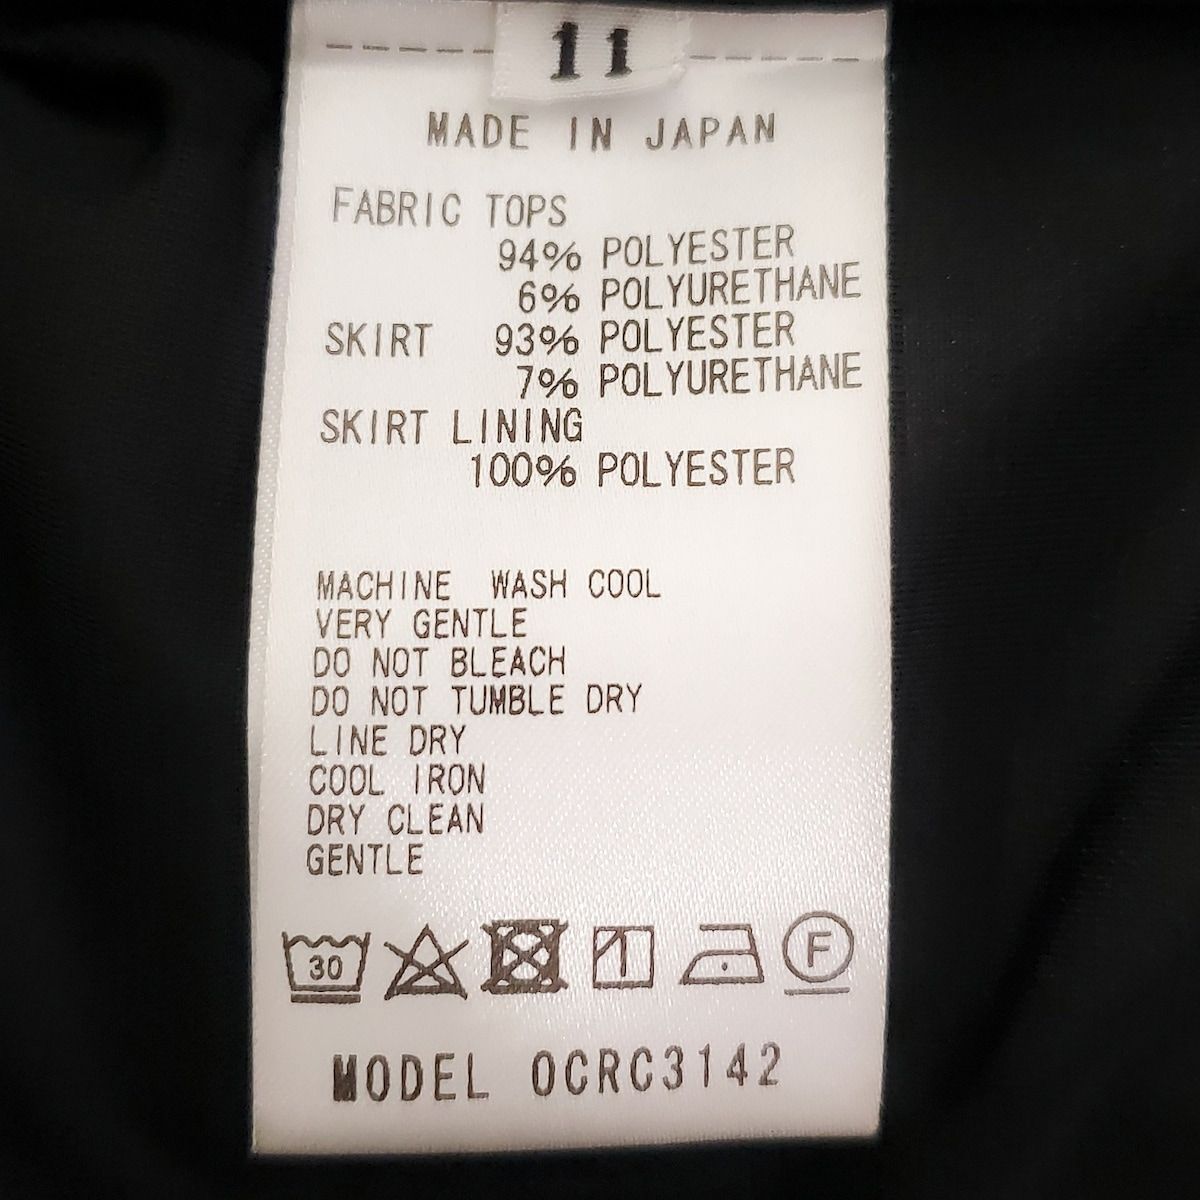 11
MADE IN JAPAN
FABRIC TOPS
94% POLYESTER
6% POLYURETHANE
SKIRT 93% POLYESTER
7% POLYURETHANE
SKIRT LINING
100% POLYESTER
MACHINE WASH COOL
VERY GENTLE
DO NOT BLEACH
DO NOT TUMBLE DRY
LINE DRY
COOL IRON
DRY CLEAN
GENTLE
30 F
MODEL OCRC3142